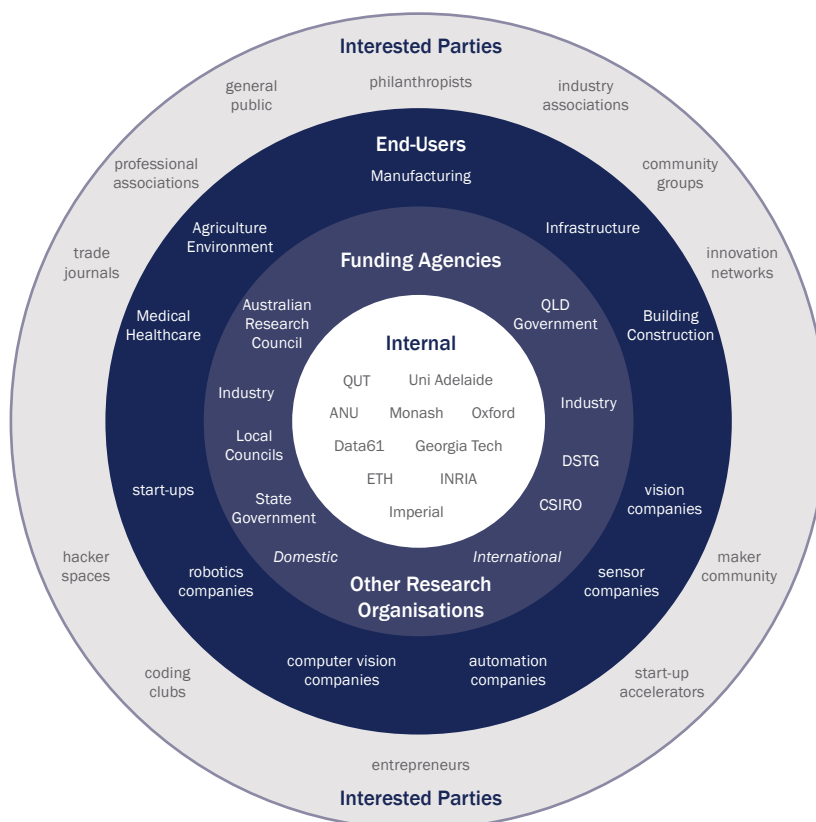 Interested Parties
philanthropists
general
public
industry
associations
professional
associations
community
groups
trade
journals
innovation
networks
End-Users
Manufacturing
Agriculture
Environment
Infrastructure
Medical
Healthcare
Building
Construction
Funding Agencies
Australian
Research
Council
QLD
Government
Internal
QUT
Uni Adelaide
ANU
Monash
Oxford
Data61
Georgia Tech
ETH
INRIA
Imperial
Industry
Industry
Local
Councils
DSTG
State
Government
CSIRO
Domestic
International
Other Research
Organisations
start-ups
vision
companies
robotics
companies
sensor
companies
computer vision
companies
automation
companies
hacker
spaces
maker
community
coding
clubs
start-up
accelerators
entrepreneurs
Interested Parties